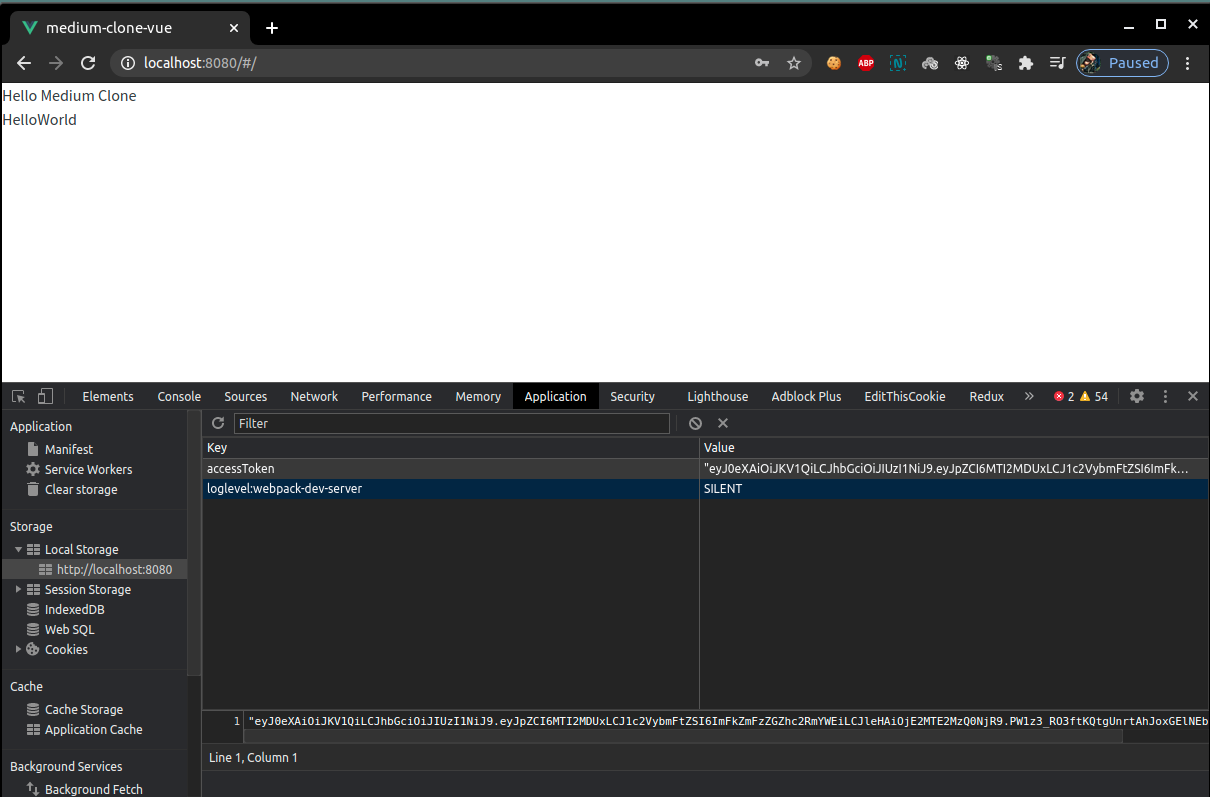 medium-clone-vue
localhost:8080/#/
ABP
N
Paused
Hello Medium Clone
HelloWorld
Elements Console Sources Network Performance Memory Application Security Lighthouse Adblock Plus EditThisCookie Redux » 2 54
Application
Manifest
Service Workers
Clear storage
Storage
Local Storage
http://localhost:8080
Session Storage
IndexedDB
Web SQL
Cookies
Cache
Cache Storage
Application Cache
Background Services
Background Fetch
Filter
Key Value
accessToken "eyJ0eXAiOiJKV1QiLCJhbGciOiJIUzI1NiJ9.eyJpZCI6MTI2MDUxLCJ1c2VybmFtZSI6ImFk…
loglevel:webpack-dev-server SILENT
1 "eyJ0eXAiOiJKV1QiLCJhbGciOiJIUzI1NiJ9.eyJpZCI6MTI2MDUxLCJ1c2VybmFtZSI6ImFkZmFzZGZhc2RmYWEiLCJleHAiOjE2MTE2MzQ0NjR9.PW1z3_RO3ftKQtgUnrtAhJoxGElNEb
Line 1, Column 1